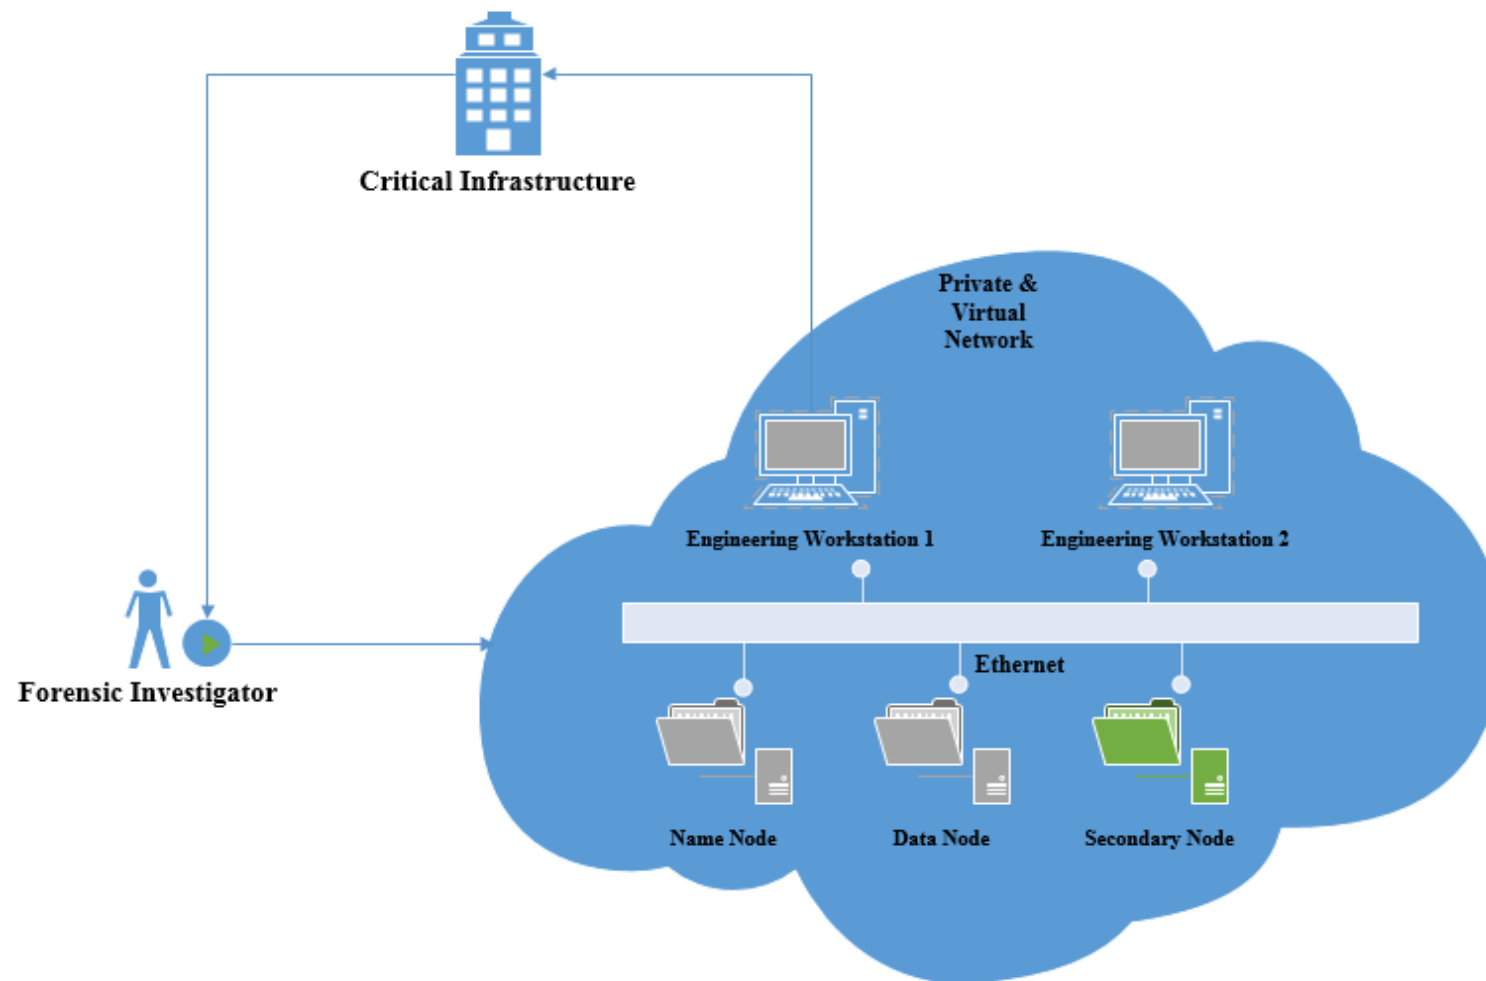 Critical Infrastructure
Private &
Virtual
Network
Engineering Workstation 1
Engineering Workstation 2
Ethernet
Forensic Investigator
Name Node
Data Node
Secondary Node